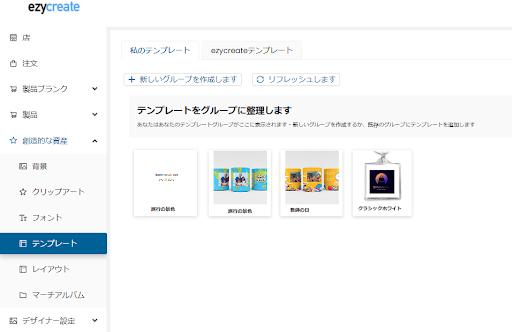 ezycreate
店
注文
製品ブランク
製品
創造的な資産
背景
クリップアート
フォント
テンプレート
レイアウト
マーチアルバム
デザイナー設定
私のテンプレート
ezycreateテンプレート
新しいグループを作成します
リフレッシュします
テンプレートをグループに整理します
あなたはあなたのテンプレートグループがここに表示されます - 新しいグループを作成するか、既存のグループにテンプレートを追加します
旅行の景色
旅行の景色
教師の日
クラシックホワイト